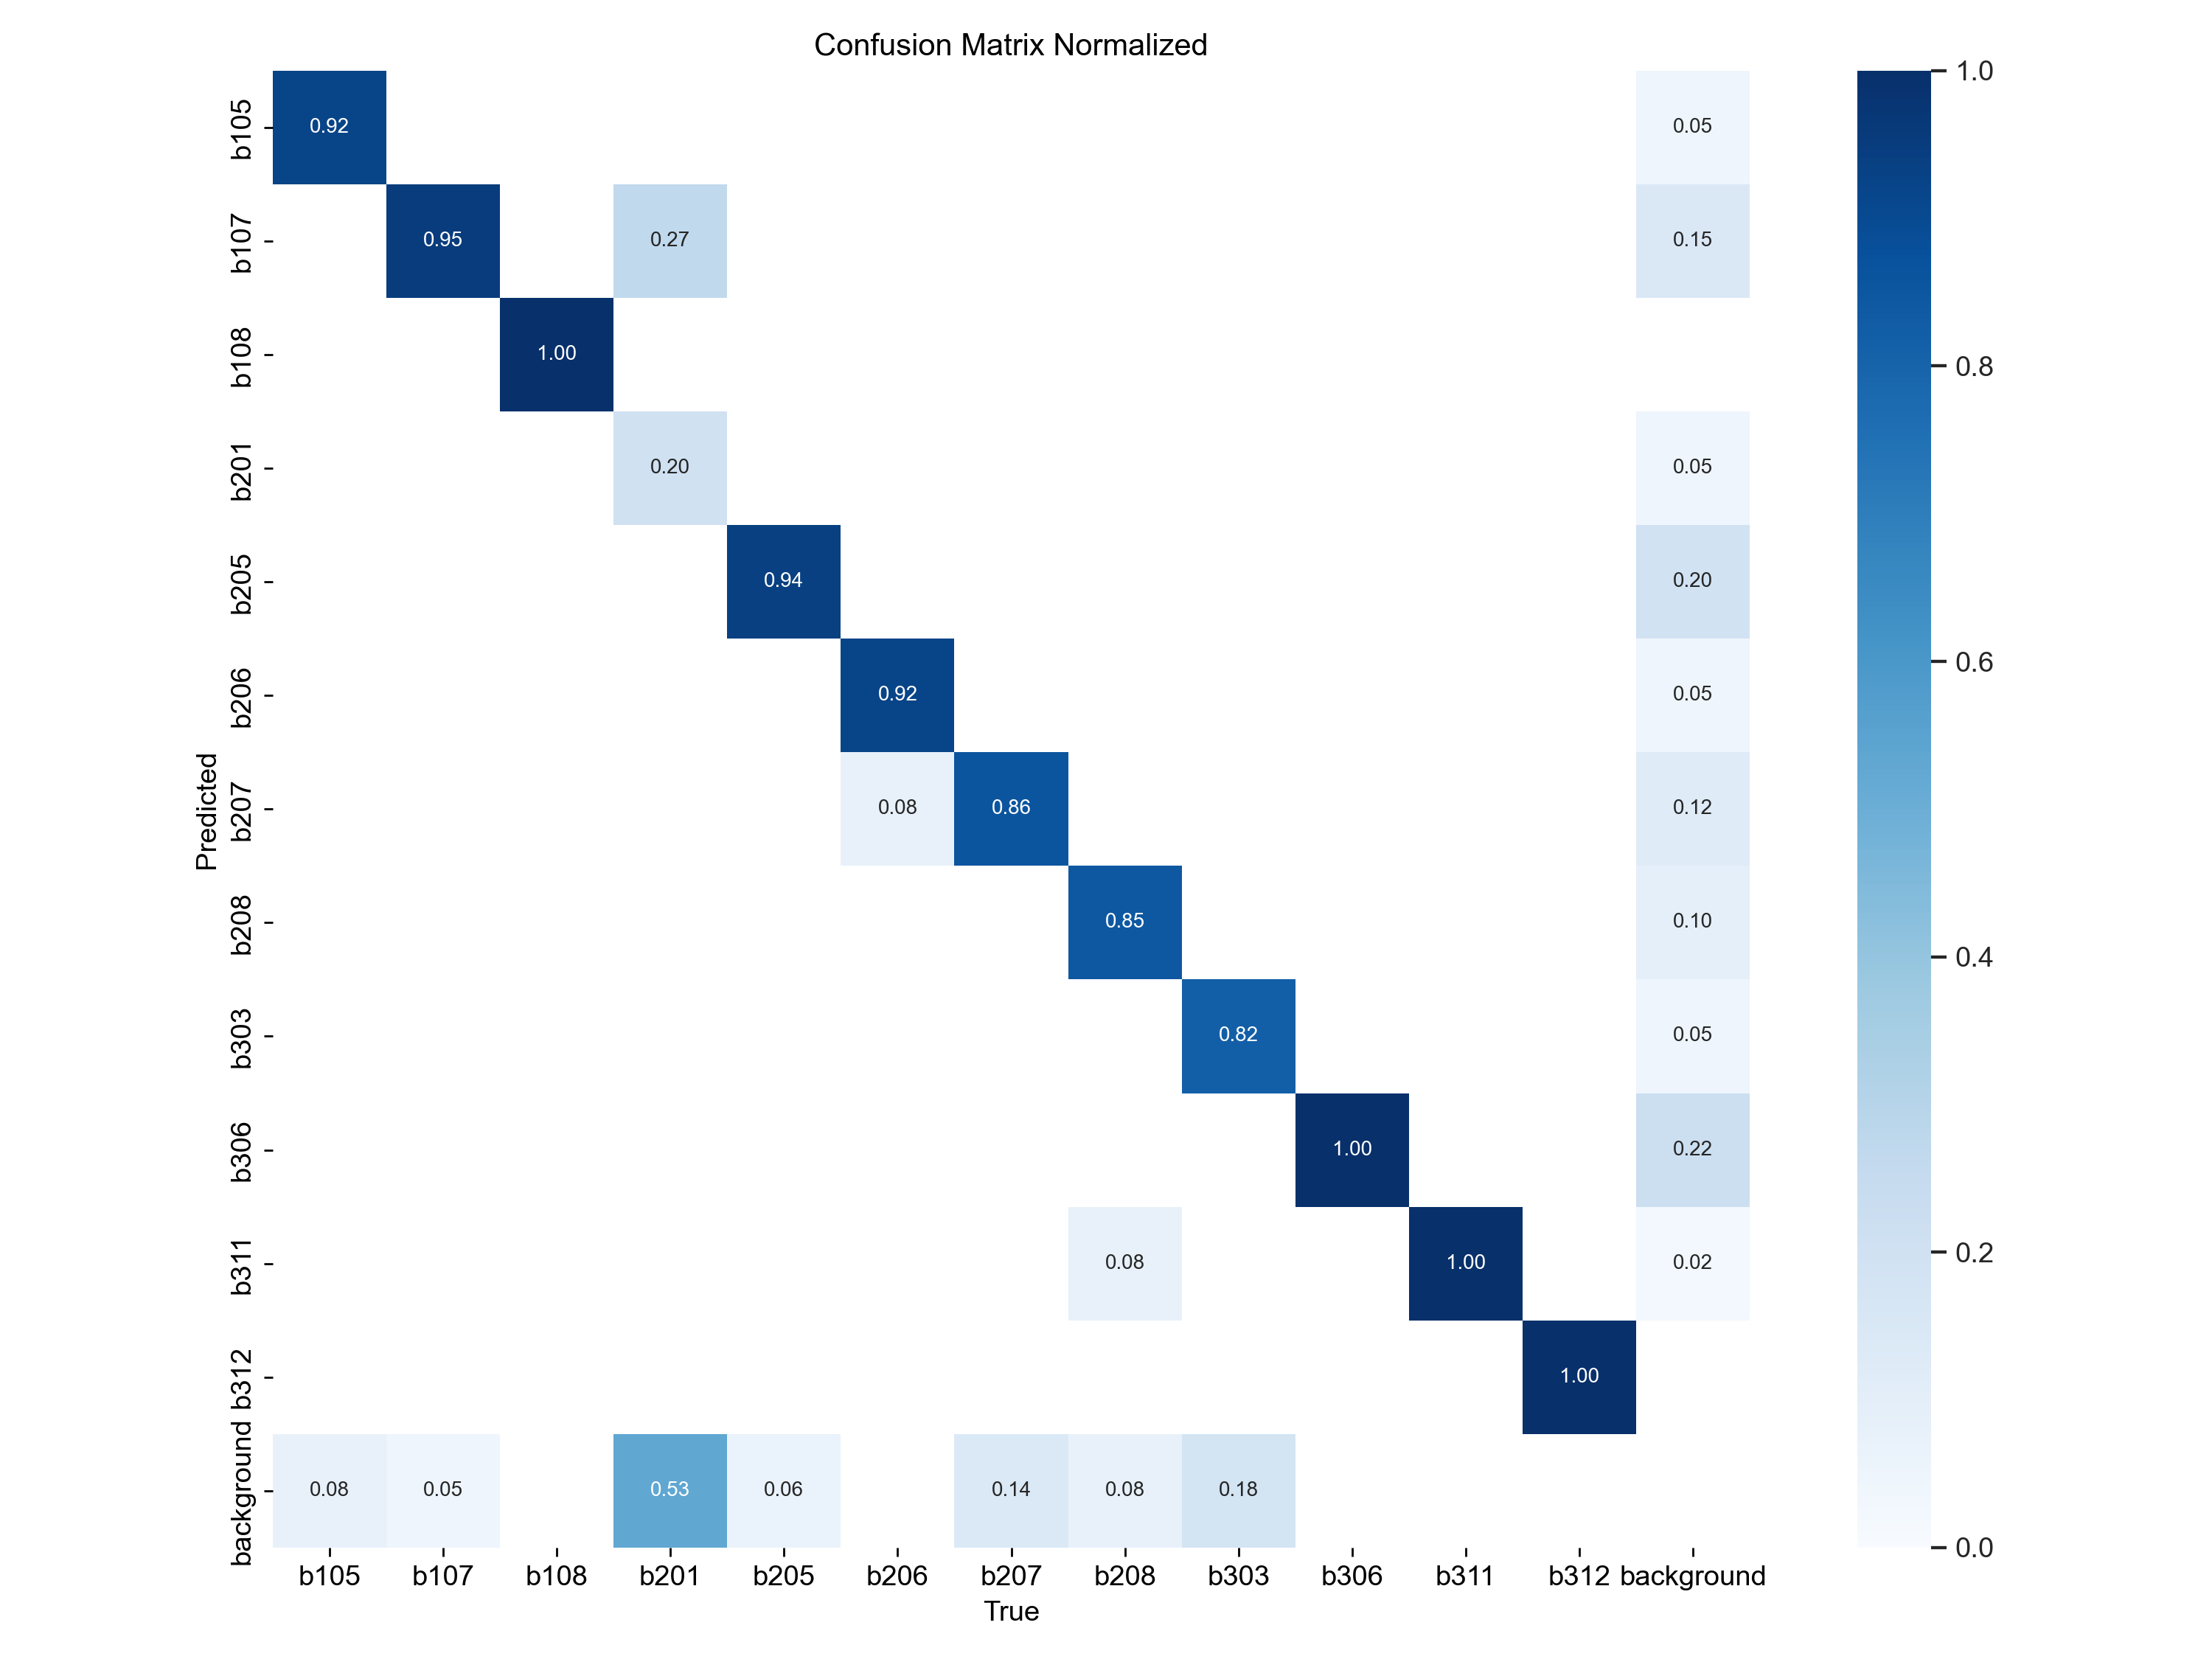 Confusion Matrix Normalized
b105 0.92 0.05 1.0
b107 0.95 0.27 0.15
b108 1.00 0.8
b201 0.20 0.05
b205 0.94 0.20
b206 0.92 0.05 0.6
Predicted
b207 0.08 0.86 0.12
b208 0.85 0.10 0.4
b303 0.82 0.05
b306 1.00 0.22
b311 0.08 1.00 0.02 0.2
b312 1.00
background 0.08 0.05 0.53 0.06 0.14 0.08 0.18 0.0
b105 b107 b108 b201 b205 b206 b207 b208 b303 b306 b311 b312 background
True